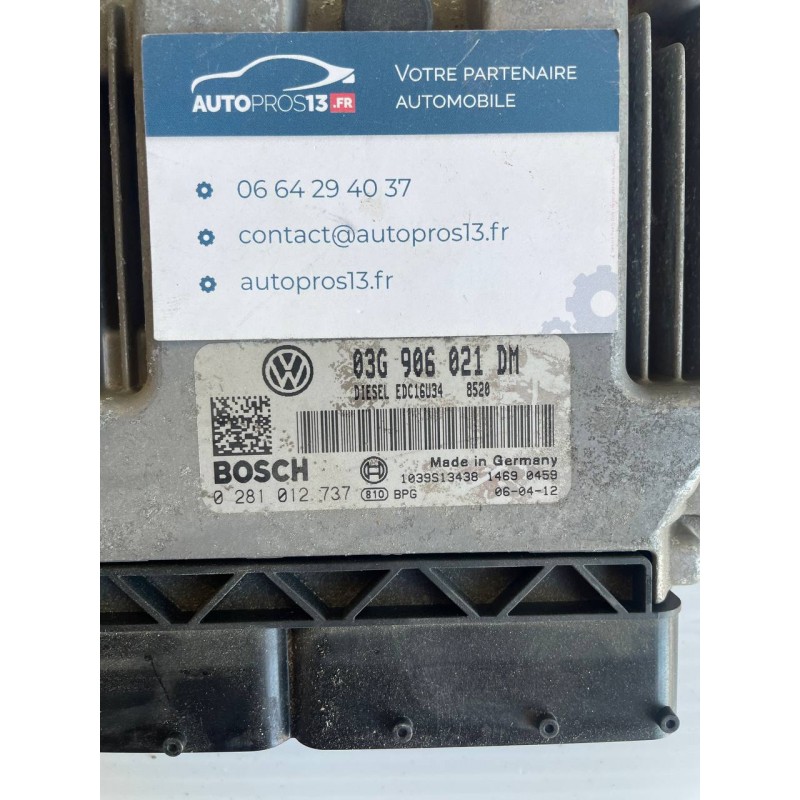 VOTRE PARTENAIRE
AUTOMOBILE
AUTOPROS13.FR
06 64 29 40 37
contact@autopros13.fr
autopros13.fr
03G 906 021 DM
DIESEL EDC16U34 8520
BOSCH
Made in Germany
1039S13438 1469 0459
0 281 012 737 810 BPG 06-04-12